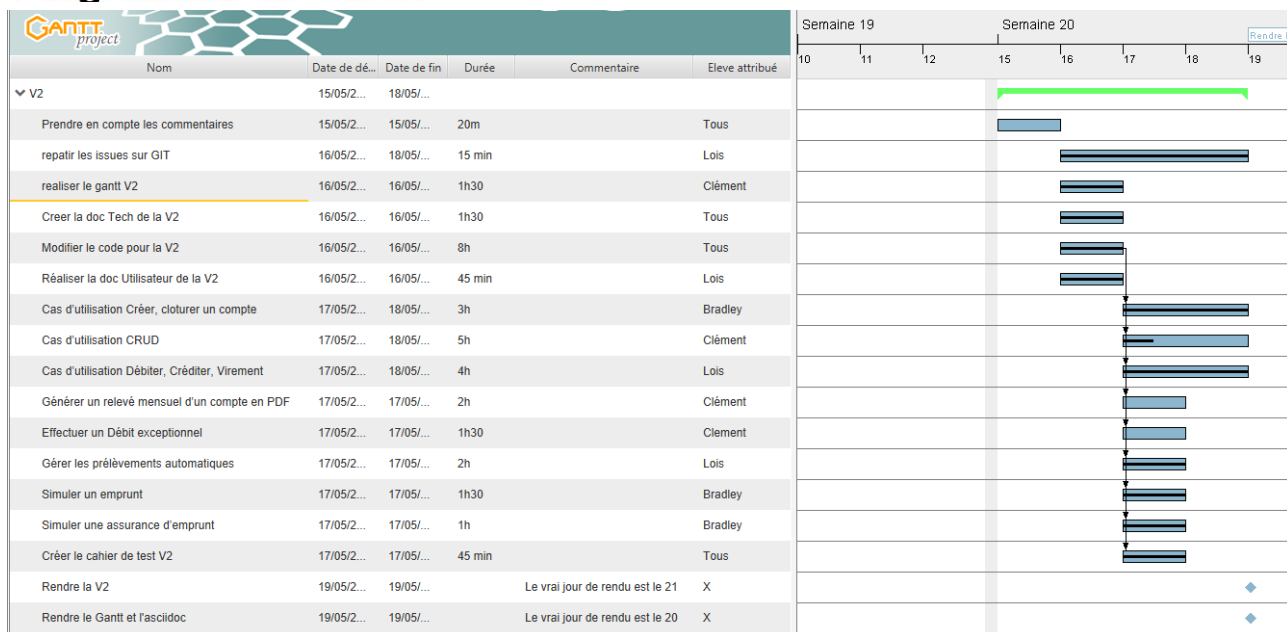 GANTT
project
Semaine 19 Semaine 20
Rendre
10 11 12 15 16 17 18 19
Nom Date de dé... Date de fin Durée Commentaire Eleve attribué
V2 15/05/2... 18/05/...
Prendre en compte les commentaires 15/05/2... 15/05/... 20m Tous
repatir les issues sur GIT 16/05/2... 18/05/... 15 min Lois
realiser le gantt V2 16/05/2... 16/05/... 1h30 Clément
Creer la doc Tech de la V2 16/05/2... 16/05/... 1h30 Tous
Modifier le code pour la V2 16/05/2... 16/05/... 8h Tous
Réaliser la doc Utilisateur de la V2 16/05/2... 16/05/... 45 min Lois
Cas d'utilisation Créer, cloturer un compte 17/05/2... 18/05/... 3h Bradley
Cas d'utilisation CRUD 17/05/2... 18/05/... 5h Clément
Cas d'utilisation Débiter, Créditer, Virement 17/05/2... 18/05/... 4h Lois
Générer un relevé mensuel d'un compte en PDF 17/05/2... 17/05/... 2h Clément
Effectuer un Débit exceptionnel 17/05/2... 17/05/... 1h30 Clement
Gérer les prélèvements automatiques 17/05/2... 17/05/... 2h Lois
Simuler un emprunt 17/05/2... 17/05/... 1h30 Bradley
Simuler une assurance d'emprunt 17/05/2... 17/05/... 1h Bradley
Créer le cahier de test V2 17/05/2... 17/05/... 45 min Tous
Rendre la V2 19/05/2... 19/05/... Le vrai jour de rendu est le 21 X
Rendre le Gantt et l'asciidoc 19/05/2... 19/05/... Le vrai jour de rendu est le 20 X